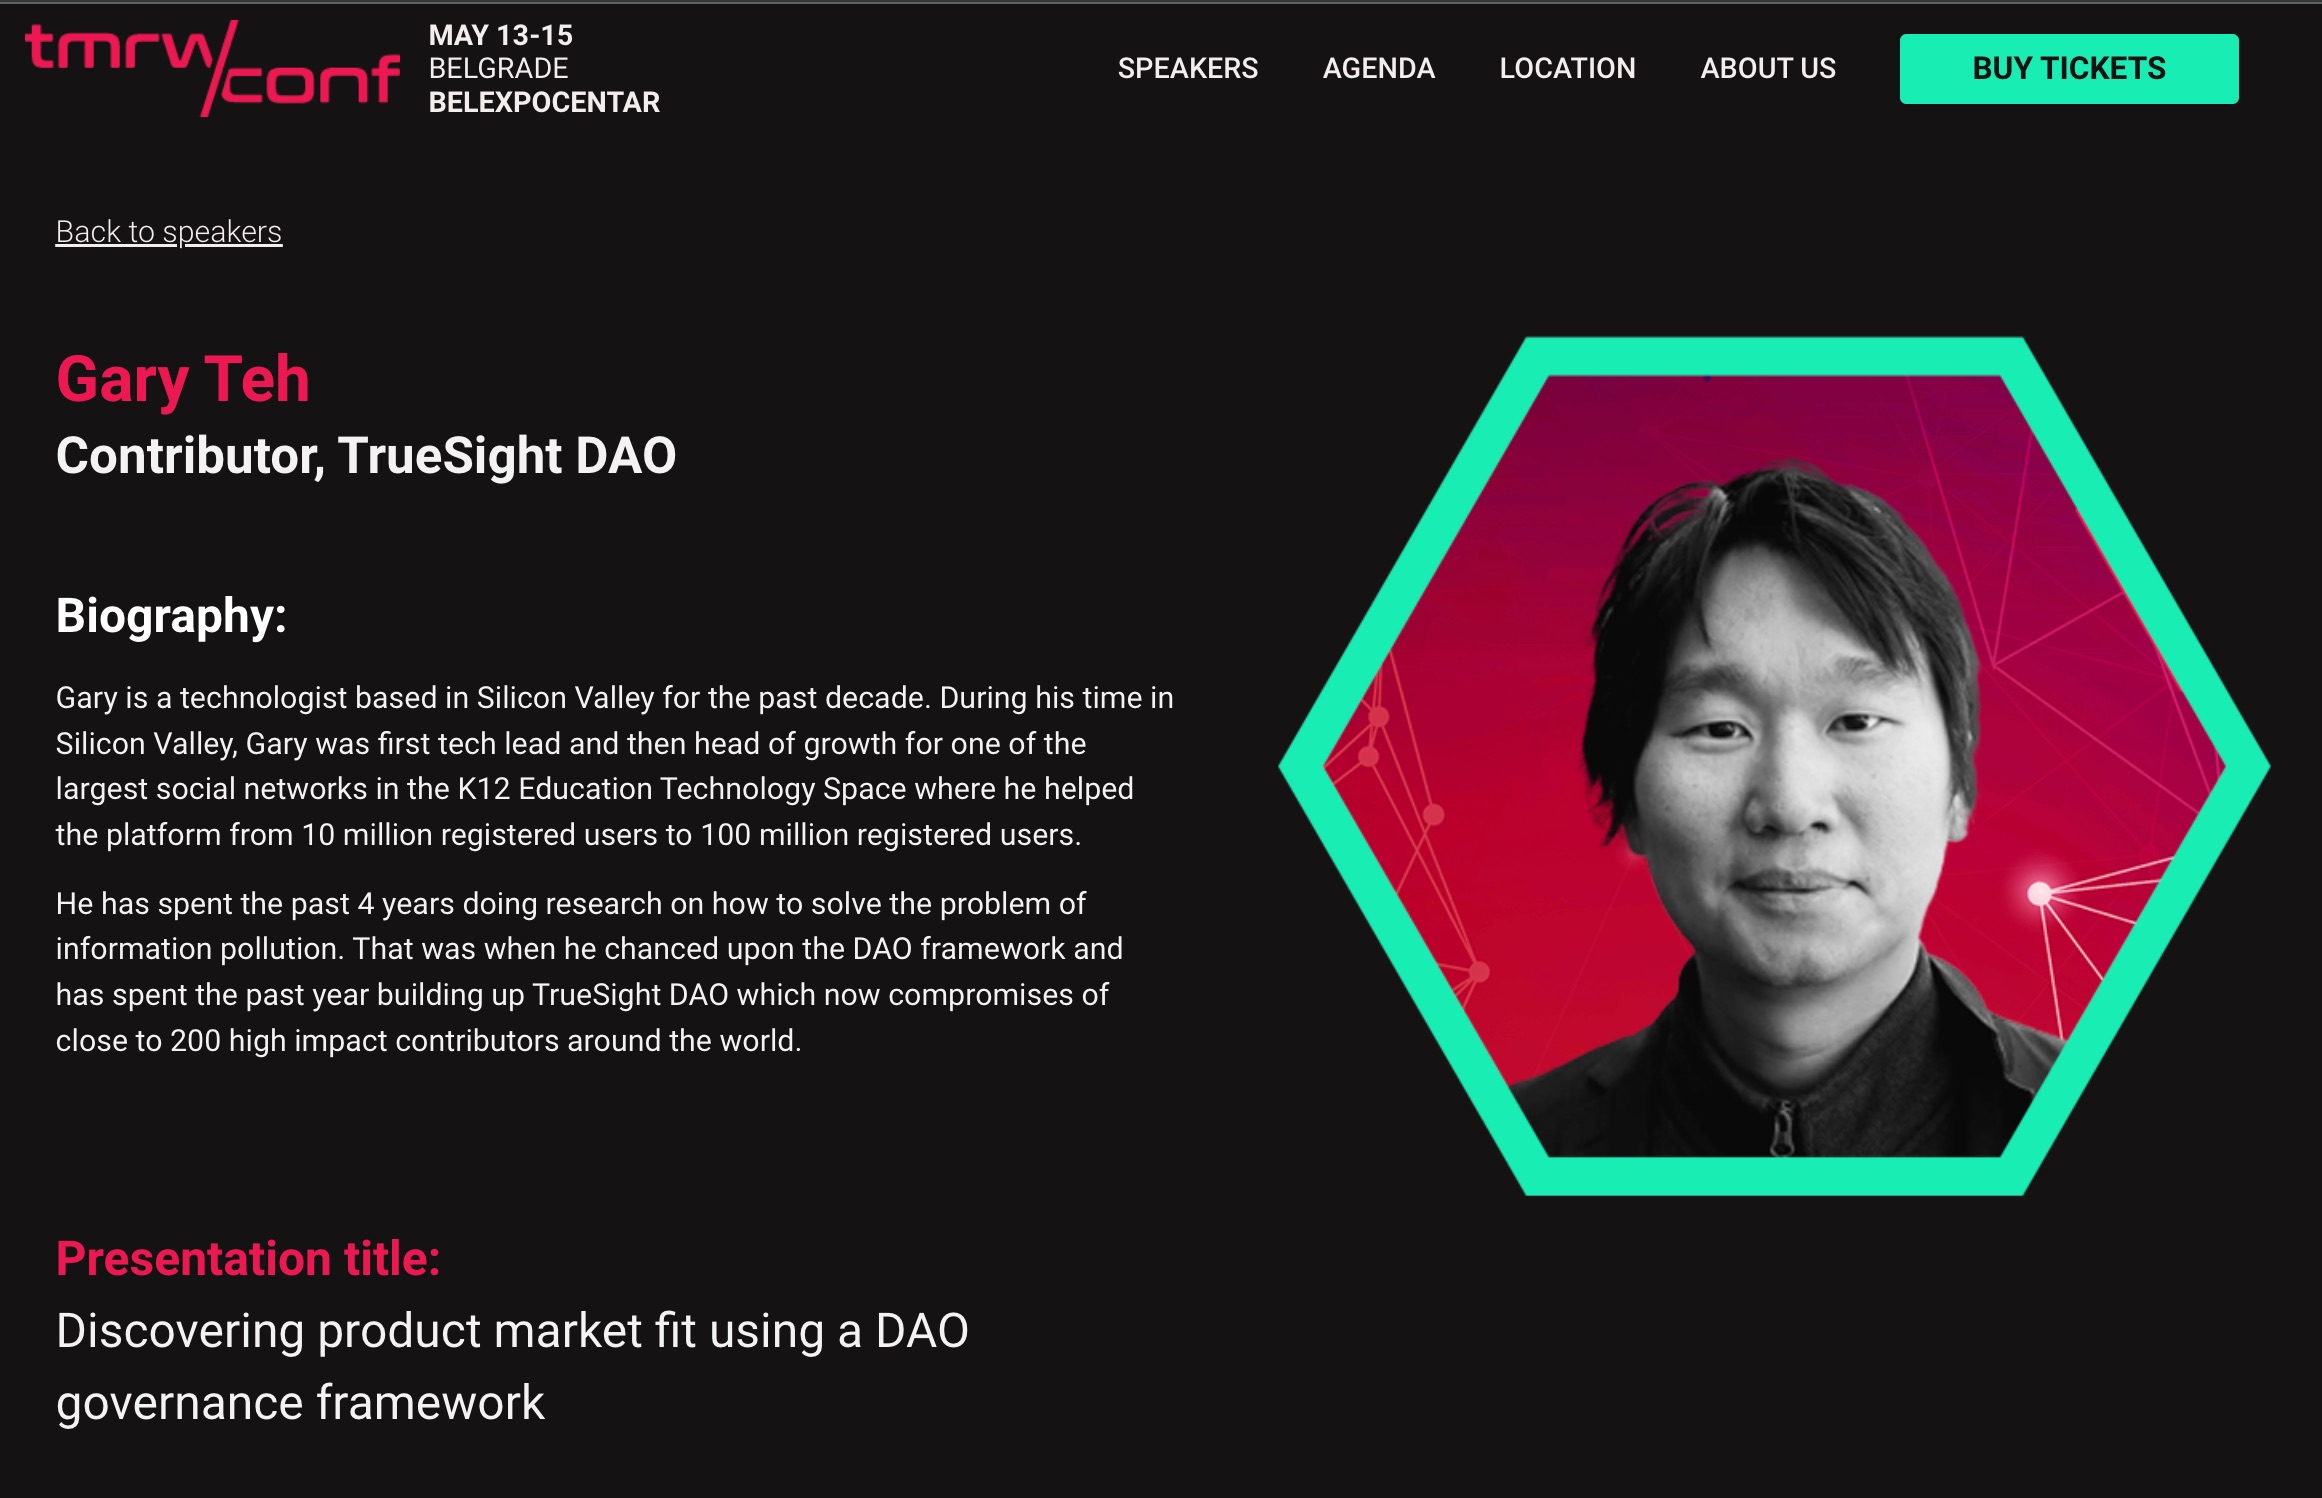 tmrw/conf
MAY 13-15
BELGRADE
BELEXPOCENTAR
SPEAKERS
AGENDA
LOCATION
ABOUT US
BUY TICKETS
Back to speakers
Gary Teh
Contributor, TrueSight DAO
Biography:
Gary is a technologist based in Silicon Valley for the past decade. During his time in
Silicon Valley, Gary was first tech lead and then head of growth for one of the
largest social networks in the K12 Education Technology Space where he helped
the platform from 10 million registered users to 100 million registered users.
He has spent the past 4 years doing research on how to solve the problem of
information pollution. That was when he chanced upon the DAO framework and
has spent the past year building up TrueSight DAO which now compromises of
close to 200 high impact contributors around the world.
Presentation title:
Discovering product market fit using a DAO
governance framework